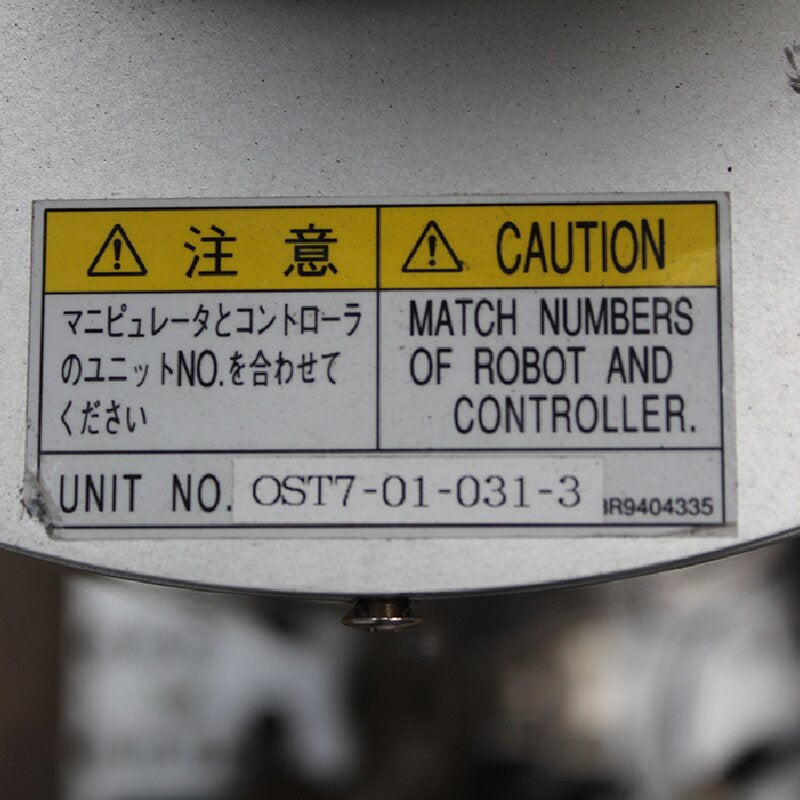 注意
マニピュレータとコントローラ
のユニットNO.を合わせて
ください
CAUTION
MATCH NUMBERS
OF ROBOT AND
CONTROLLER.
UNIT NO. OST7-01-031-3
R9404335